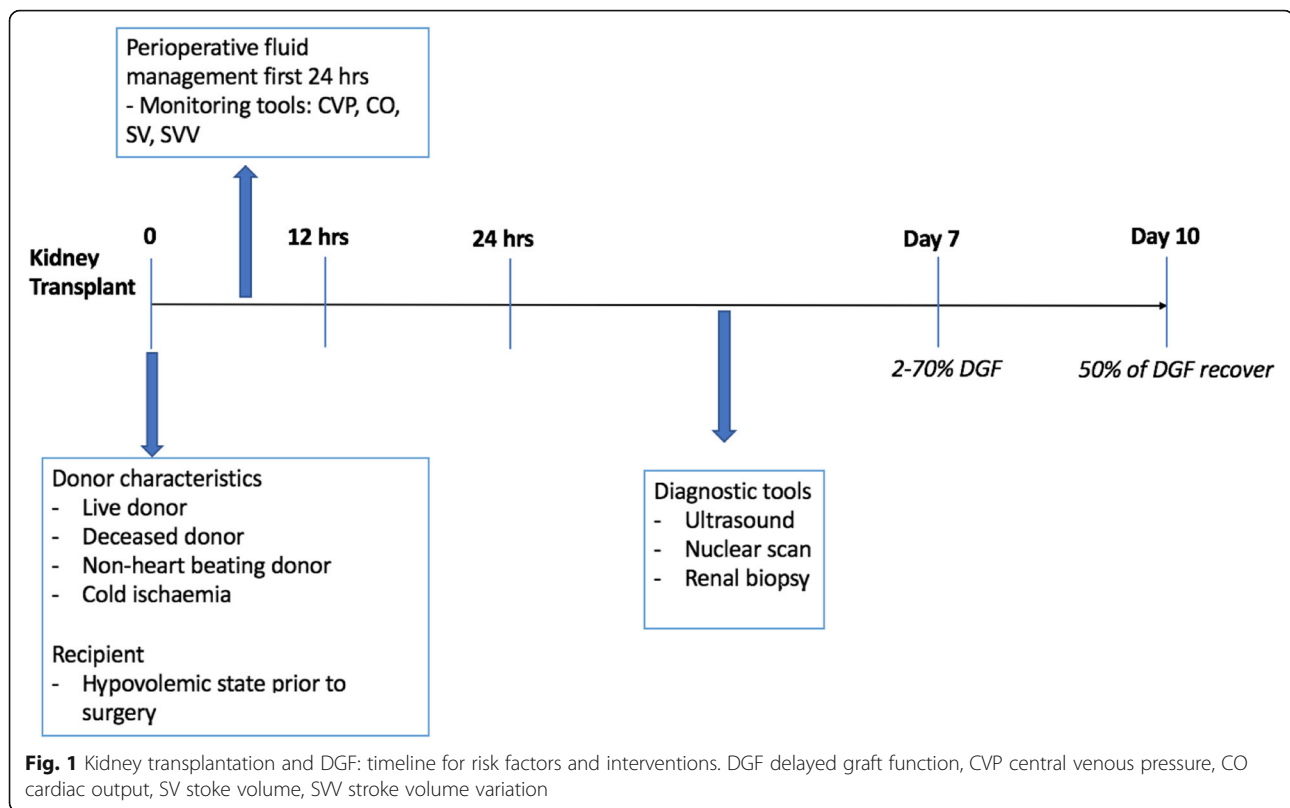 Perioperative fluid
management first 24 hrs
- Monitoring tools: CVP, CO,
SV, SVV
0
12 hrs
24 hrs
Day 7
Day 10
Kidney
Transplant
2-70% DGF
50% of DGF recover
Donor characteristics
- Live donor
- Deceased donor
- Non-heart beating donor
- Cold ischaemia
Recipient
- Hypovolemic state prior to
surgery
Diagnostic tools
- Ultrasound
- Nuclear scan
- Renal biopsy
Fig. 1 Kidney transplantation and DGF: timeline for risk factors and interventions. DGF delayed graft function, CVP central venous pressure, CO
cardiac output, SV stoke volume, SVV stroke volume variation